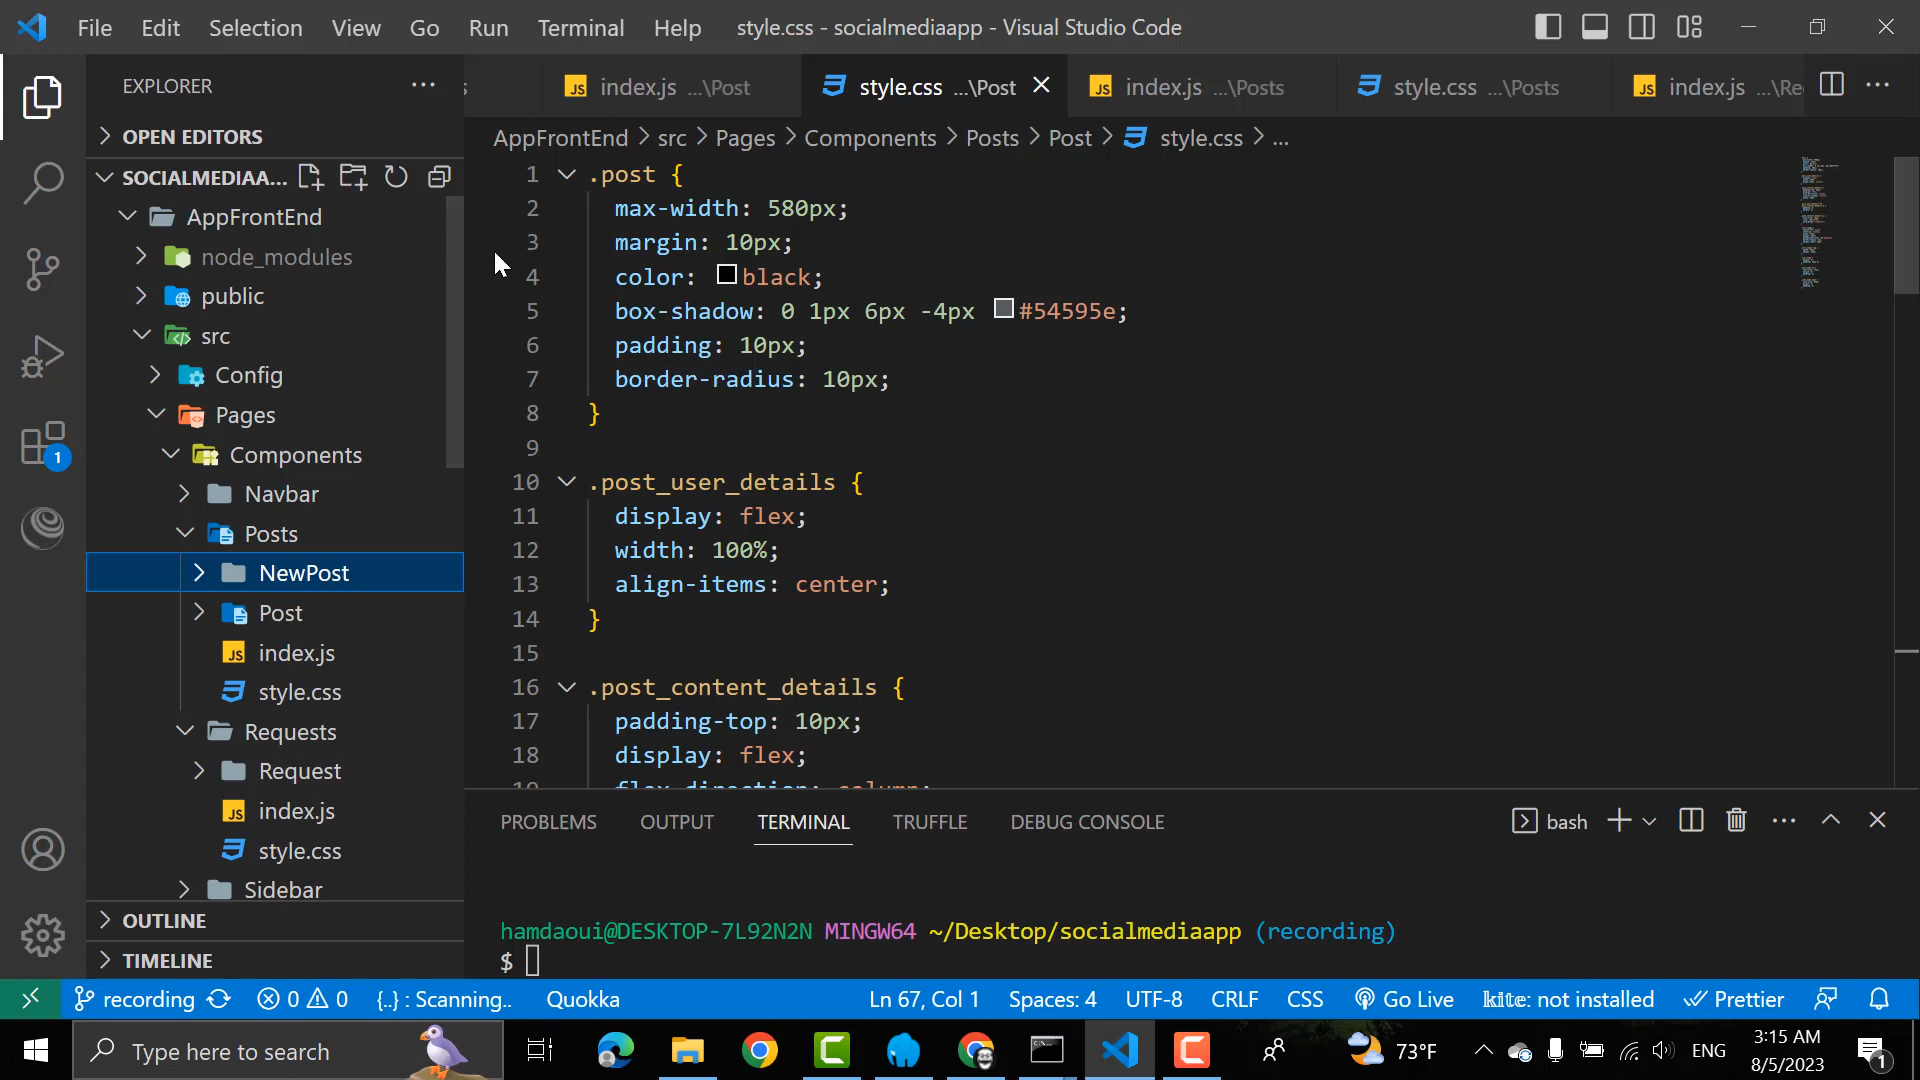 File Edit Selection View Go Run Terminal Help style.css - socialmediaapp - Visual Studio Code
EXPLORER
index.js ...\Post style.css ...\Post index.js ...\Posts style.css ...\Posts index.js ...\Re
OPEN EDITORS
AppFrontEnd > src > Pages > Components > Posts > Post > style.css > ...
SOCIALMEDIAA...
AppFrontEnd
node_modules
public
src
Config
Pages
Components
Navbar
Posts
NewPost
Post
index.js
style.css
Requests
Request
index.js
style.css
Sidebar
OUTLINE
TIMELINE
1 .post {
2 max-width: 580px;
3 margin: 10px;
4 color: black;
5 box-shadow: 0 1px 6px -4px #54595e;
6 padding: 10px;
7 border-radius: 10px;
8 }
9
10 .post_user_details {
11 display: flex;
12 width: 100%;
13 align-items: center;
14 }
15
16 .post_content_details {
17 padding-top: 10px;
18 display: flex;
19 flex-direction: column;
PROBLEMS OUTPUT TERMINAL TRUFFLE DEBUG CONSOLE bash
hamdaoui@DESKTOP-7L92N2N MINGW64 ~/Desktop/socialmediaapp (recording)
$
1
recording 0 0 {..} : Scanning.. Quokka Ln 67, Col 1 Spaces: 4 UTF-8 CRLF CSS Go Live kite: not installed Prettier
Type here to search 73°F ENG 3:15 AM
8/5/2023 1